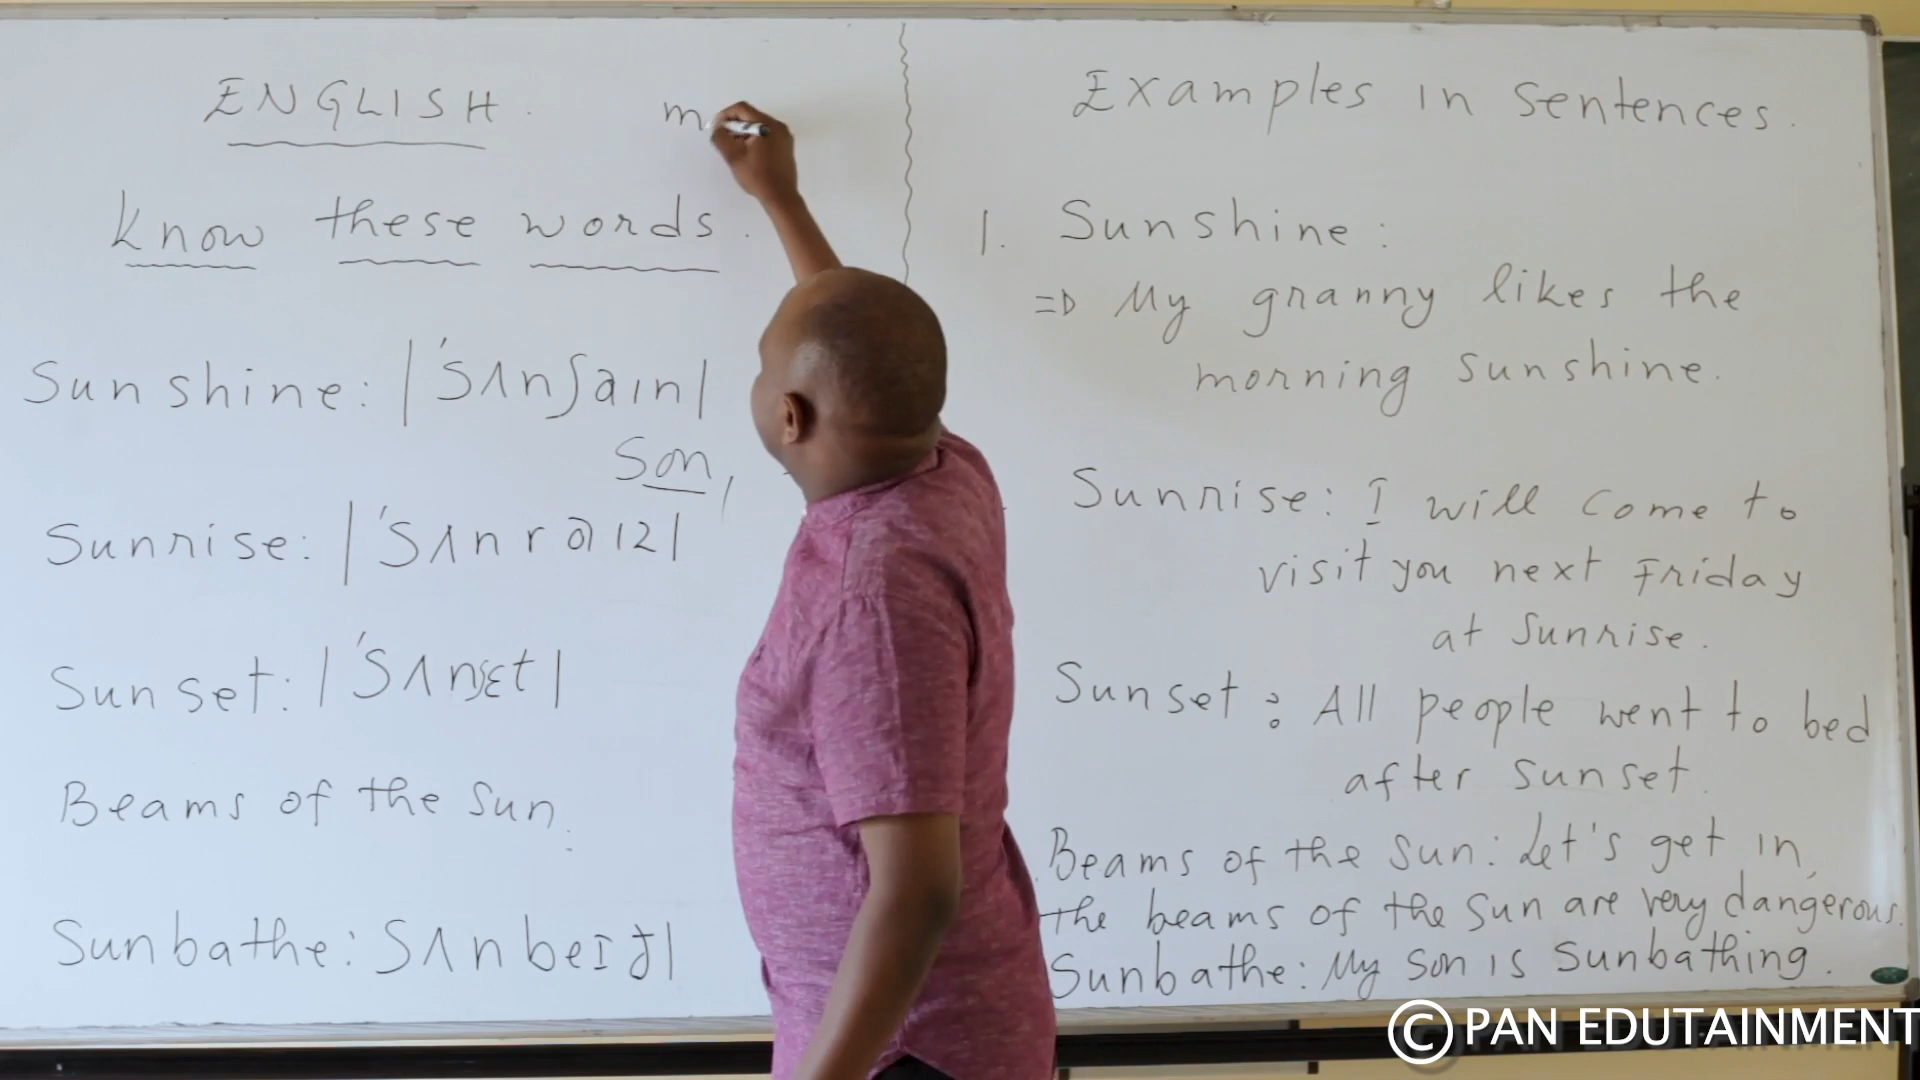 ENGLISH.
m
Know these words.
Sunshine: |'sʌnʃaɪn|
Son,
Sunrise: |'sʌnraɪz|
Sunset: |'sʌnsɛt|
Beams of the sun.
Sunbathe: sʌnbeɪð|
Examples in sentences.
1. Sunshine:
=> My granny likes the
morning sunshine.
Sunrise: I will come to
visit you next Friday
at sunrise.
Sunset: All people went to bed
after sunset.
Beams of the sun: Let's get in,
the beams of the sun are very dangerous.
Sunbathe: My son is sunbathing.
© PAN EDUTAINMENT